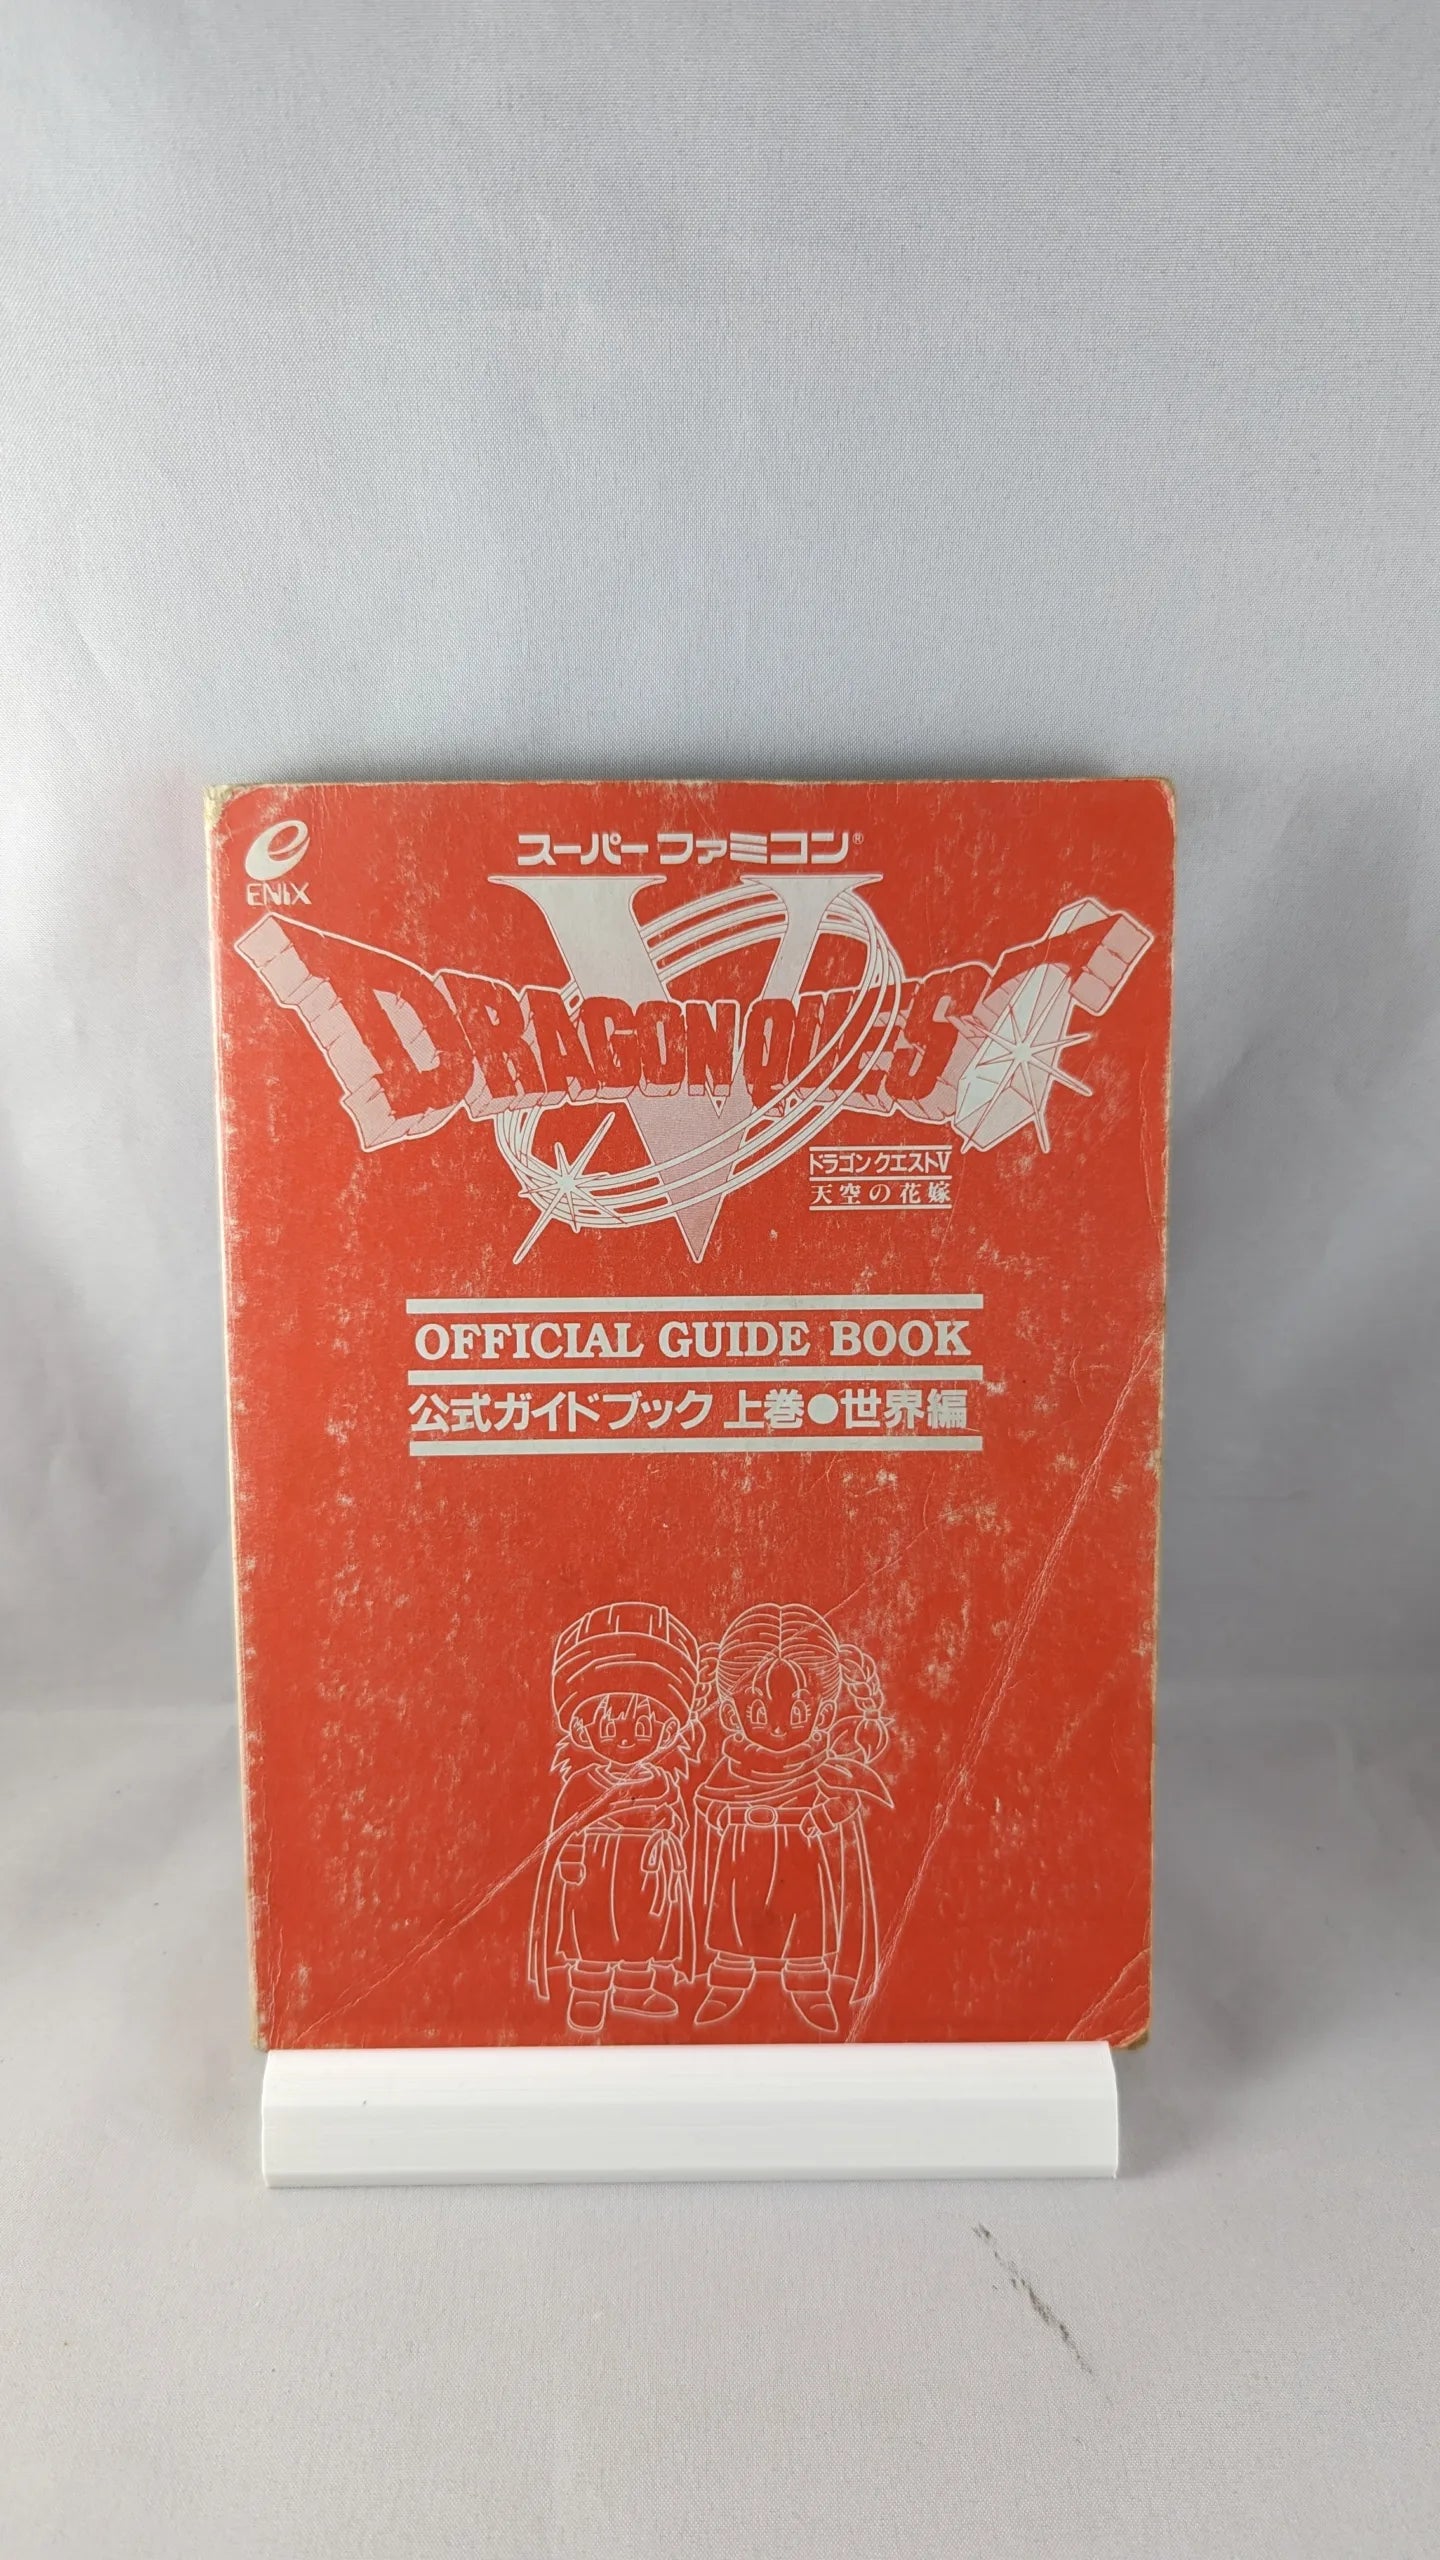 ENIX
スーパーファミコン®
V
DRAGON QUEST
ドラゴンクエストV
天空の花嫁
OFFICIAL GUIDE BOOK
公式ガイドブック 上巻●世界編